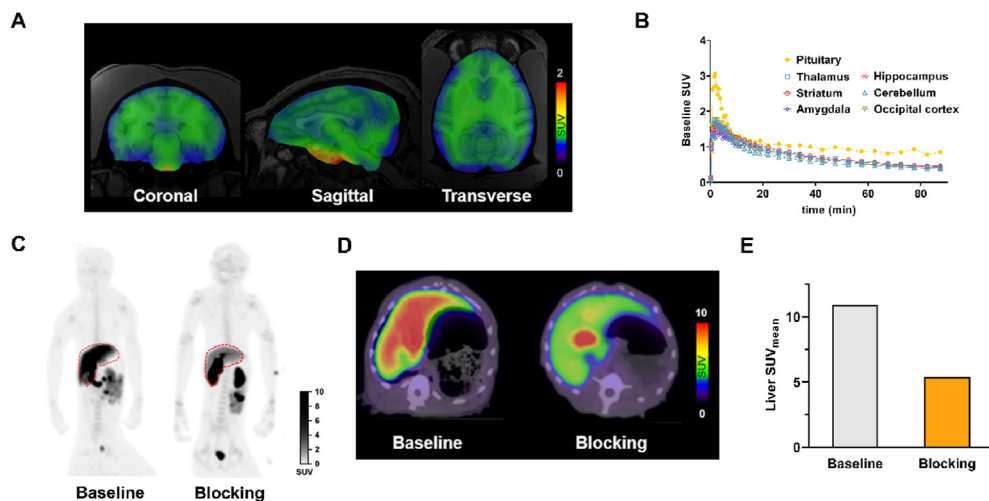 A
2
SUV
0
Coronal
Sagittal
Transverse
B
Baseline SUV
4
3
2
1
0
Pituitary
Thalamus
Striatum
Amygdala
Hippocampus
Cerebellum
Occipital cortex
0
20
40
60
80
time (min)
C
10
8
6
4
2
0
SUV
Baseline
Blocking
D
10
SUV
0
Baseline
Blocking
E
Liver SUVmean
10
5
0
Baseline
Blocking